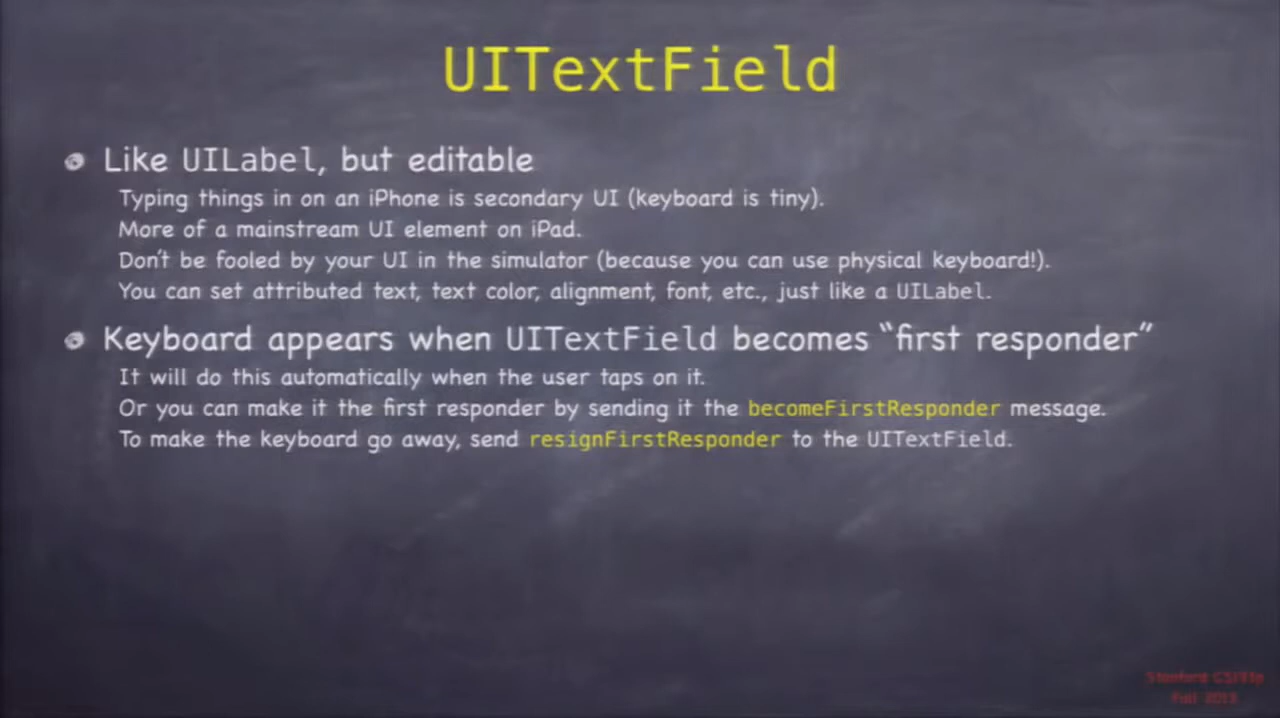 UITextField
Like UILabel, but editable
Typing things in on an iPhone is secondary UI (keyboard is tiny).
More of a mainstream UI element on iPad.
Don't be fooled by your UI in the simulator (because you can use physical keyboard!).
You can set attributed text, text color, alignment, font, etc., just like a UILabel.
Keyboard appears when UITextField becomes “first responder”
It will do this automatically when the user taps on it.
Or you can make it the first responder by sending it the becomeFirstResponder message.
To make the keyboard go away, send resignFirstResponder to the UITextField.
Stanford CS193p
Fall 2013